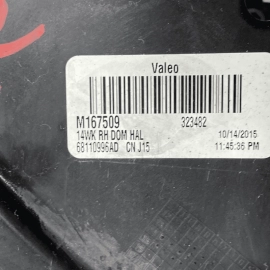 Valeo
M167509 323482
14WK RH DOM HAL 10/14/2015
68110996AD CN J15 11:45:36 PM